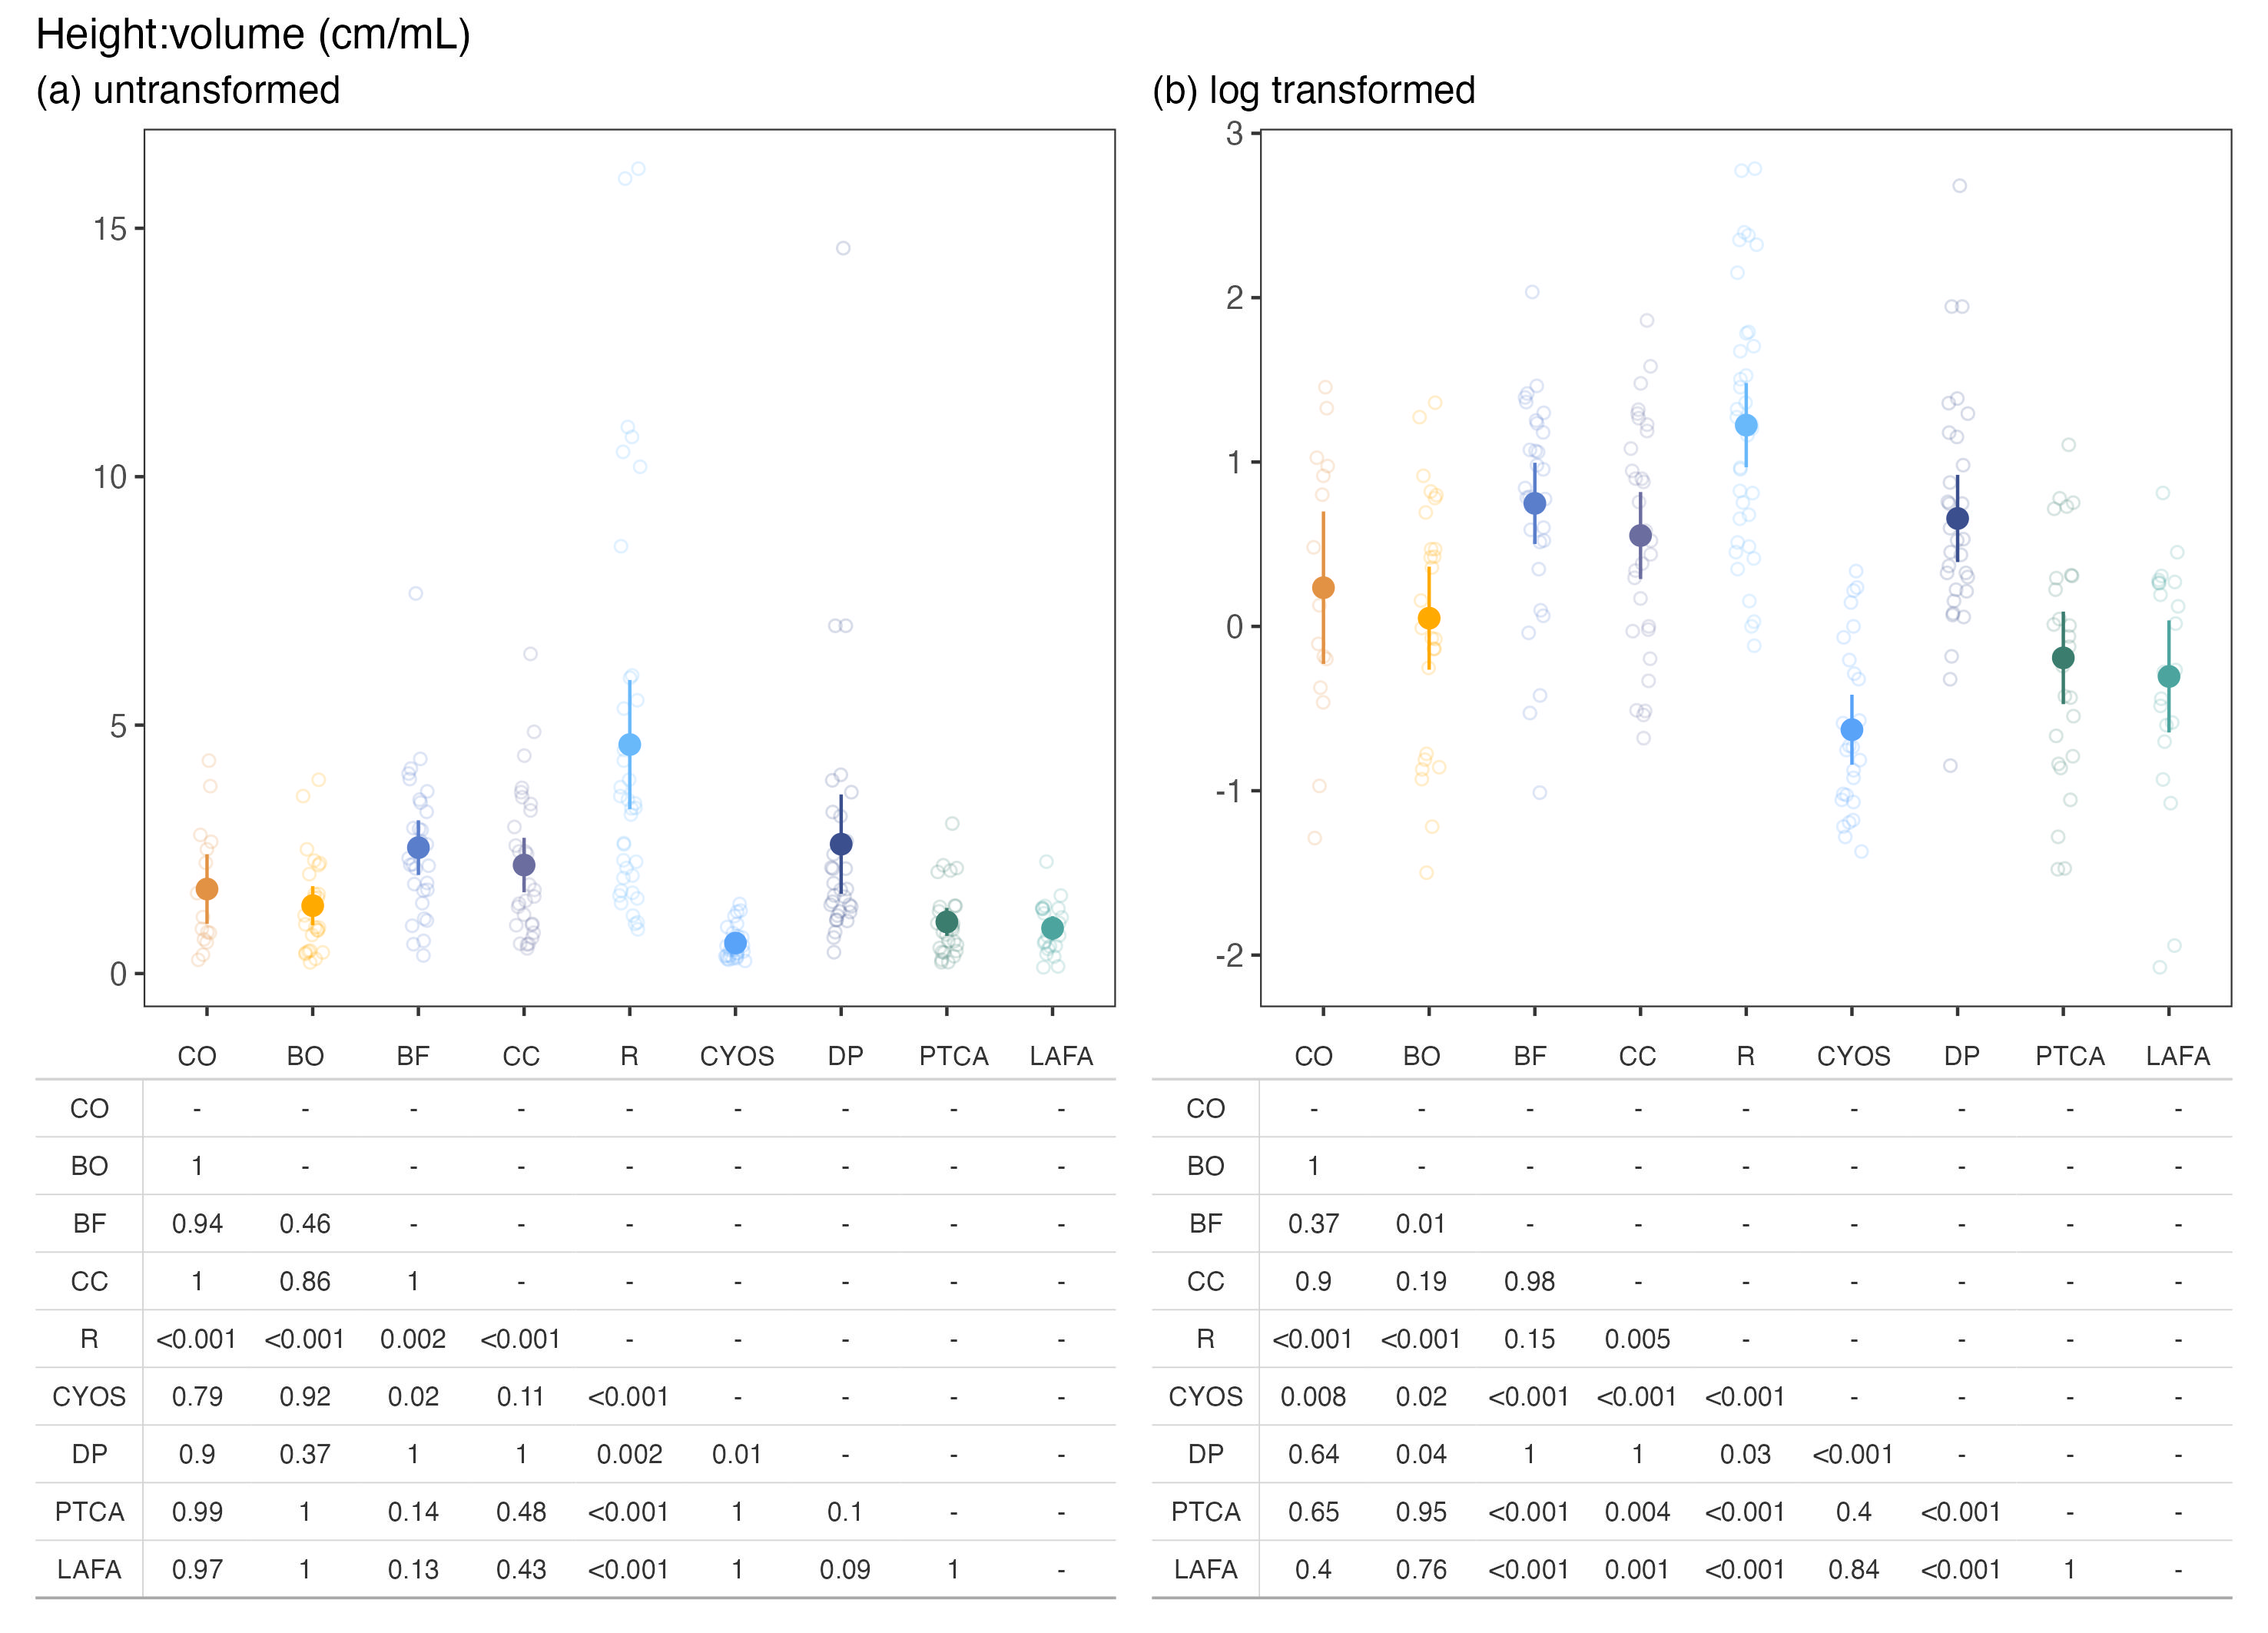 Height:volume (cm/mL)
(a) untransformed
15
10
5
0
CO BO BF CC R CYOS DP PTCA LAFA
CO - - - - - - - - -
BO 1 - - - - - - - -
BF 0.94 0.46 - - - - - - -
CC 1 0.86 1 - - - - - -
R <0.001 <0.001 0.002 <0.001 - - - - -
CYOS 0.79 0.92 0.02 0.11 <0.001 - - - -
DP 0.9 0.37 1 1 0.002 0.01 - - -
PTCA 0.99 1 0.14 0.48 <0.001 1 0.1 - -
LAFA 0.97 1 0.13 0.43 <0.001 1 0.09 1 -
(b) log transformed
3
2
1
0
-1
-2
CO BO BF CC R CYOS DP PTCA LAFA
CO - - - - - - - - -
BO 1 - - - - - - - -
BF 0.37 0.01 - - - - - - -
CC 0.9 0.19 0.98 - - - - - -
R <0.001 <0.001 0.15 0.005 - - - - -
CYOS 0.008 0.02 <0.001 <0.001 <0.001 - - - -
DP 0.64 0.04 1 1 0.03 <0.001 - - -
PTCA 0.65 0.95 <0.001 0.004 <0.001 0.4 <0.001 - -
LAFA 0.4 0.76 <0.001 0.001 <0.001 0.84 <0.001 1 -